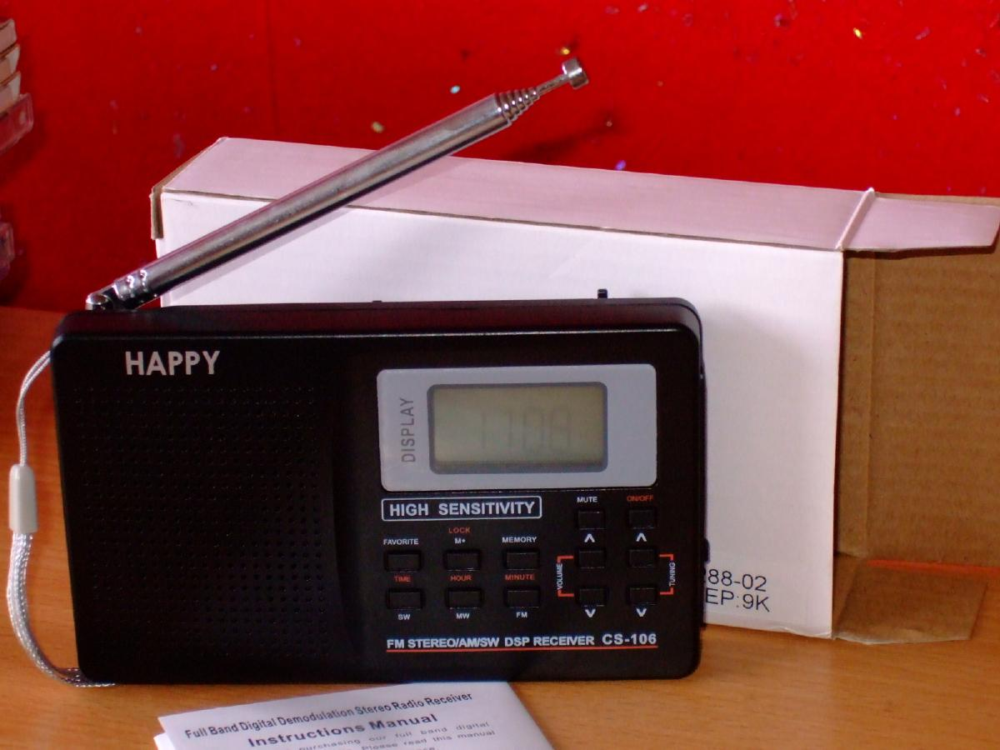 HAPPY
DISPLAY
HIGH SENSITIVITY
MUTE
ON/OFF
LOCK
FAVORITE
M+
MEMORY
TIME
HOUR
MINUTE
VOLUME
TUNING
SW
MW
FM
FM STEREO/AM/SW DSP RECEIVER CS-106
88-02
EP:9K
Full Band Digital Demodulation Stereo Radio Receiver
Instructions Manual
purchasing our full band digital
Please read this manual